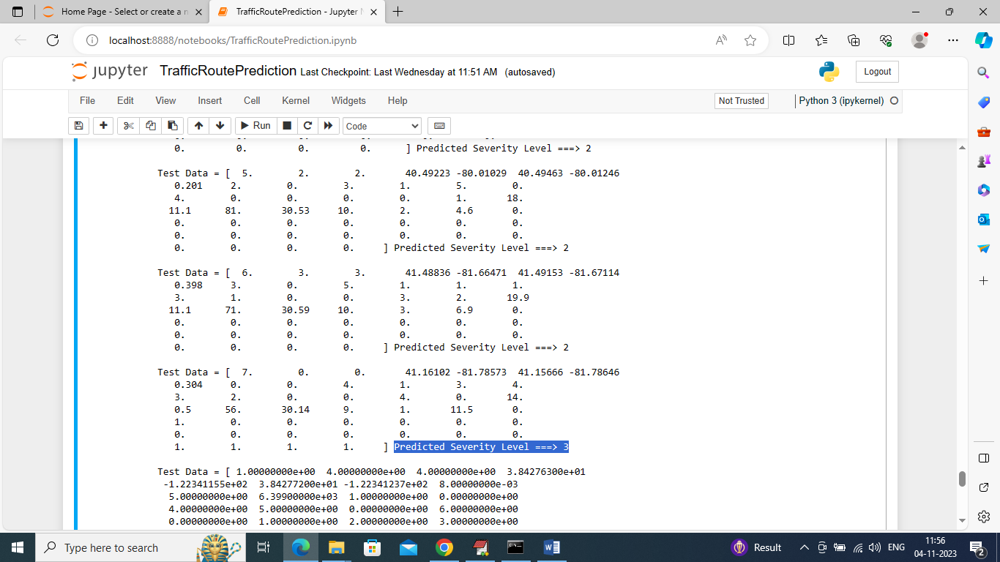 Home Page - Select or create a n
TrafficRoutePrediction - Jupyter N
localhost:8888/notebooks/TrafficRoutePrediction.ipynb
jupyter TrafficRoutePrediction Last Checkpoint: Last Wednesday at 11:51 AM (autosaved)
Logout
File Edit View Insert Cell Kernel Widgets Help
Not Trusted
Python 3 (ipykernel)
Run
Code
0. 0. 0. 0. ] Predicted Severity Level ===> 2
Test Data = [ 5. 2. 2. 40.49223 -80.01029 40.49463 -80.01246
0.201 2. 0. 3. 1. 5. 0.
4. 0. 0. 0. 0. 1. 18.
11.1 81. 30.53 10. 2. 4.6 0.
0. 0. 0. 0. 0. 0. 0.
0. 0. 0. 0. 0. 0. 0.
0. 0. 0. 0. ] Predicted Severity Level ===> 2
Test Data = [ 6. 3. 3. 41.48836 -81.66471 41.49153 -81.67114
0.398 3. 0. 5. 1. 1. 1.
3. 1. 0. 0. 3. 2. 19.9
11.1 71. 30.59 10. 3. 6.9 0.
0. 0. 0. 0. 0. 0. 0.
0. 0. 0. 0. 0. 0. 0.
0. 0. 0. 0. ] Predicted Severity Level ===> 2
Test Data = [ 7. 0. 0. 41.16102 -81.78573 41.15666 -81.78646
0.304 0. 0. 4. 1. 3. 4.
3. 2. 0. 0. 4. 0. 14.
0.5 56. 30.14 9. 1. 11.5 0.
1. 0. 0. 0. 0. 0. 0.
0. 0. 0. 0. 0. 0. 0.
1. 1. 1. 1. ] Predicted Severity Level ===> 3
Test Data = [ 1.00000000e+00 4.00000000e+00 4.00000000e+00 3.84276300e+01
-1.22341155e+02 3.84277200e+01 -1.22341237e+02 8.00000000e-03
5.00000000e+00 6.39900000e+03 1.00000000e+00 0.00000000e+00
4.00000000e+00 5.00000000e+00 0.00000000e+00 6.00000000e+00
0.00000000e+00 1.00000000e+00 2.00000000e+00 3.00000000e+00
Type here to search
Result
ENG
11:56
04-11-2023
2